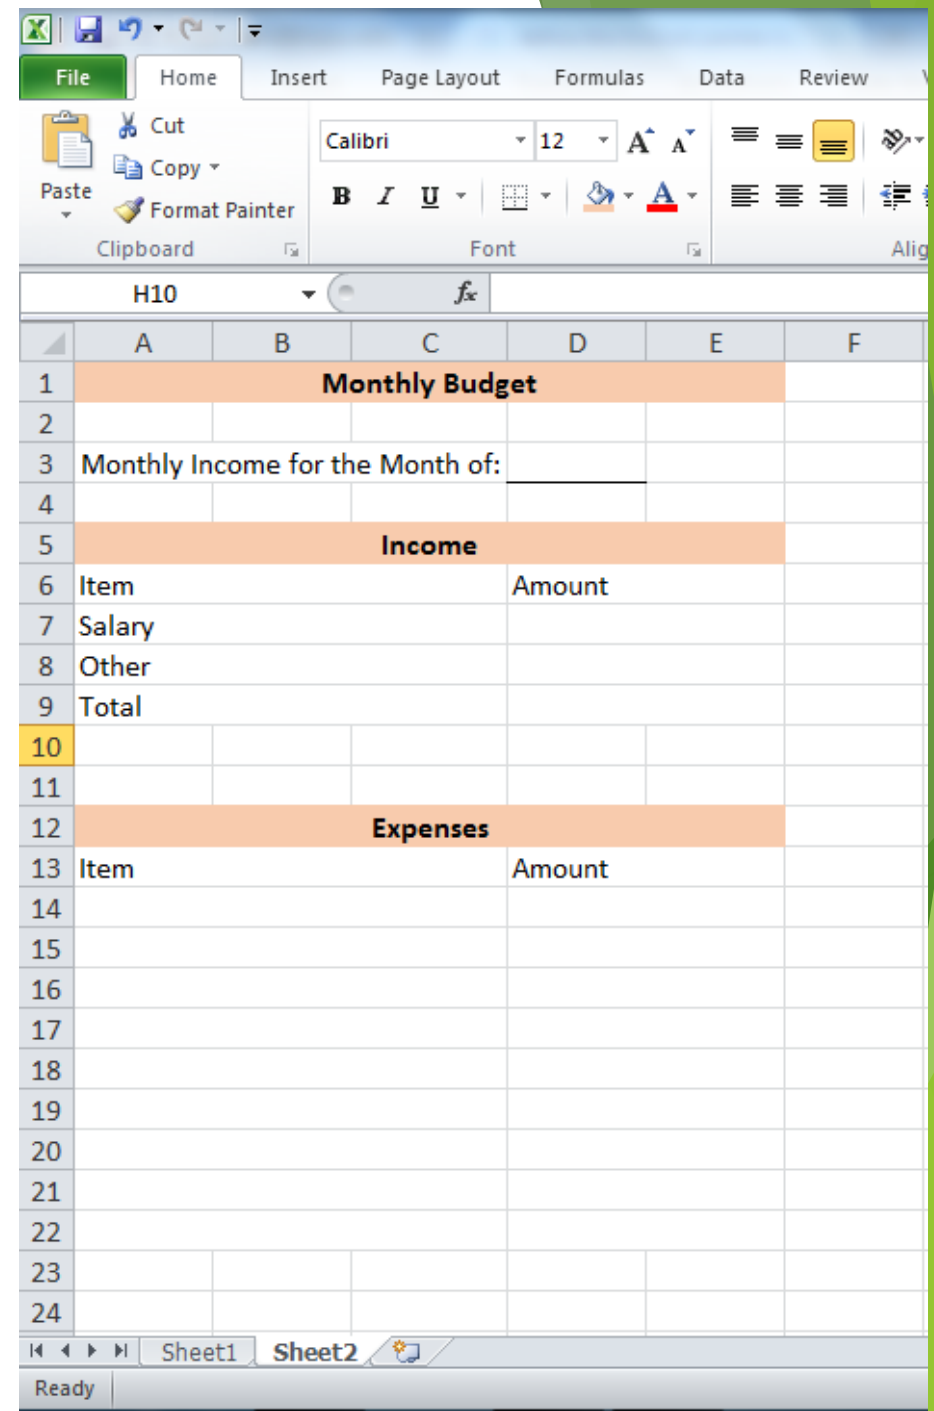 File Home Insert Page Layout Formulas Data Review
Cut
Calibri 12 A A
Copy
Paste
B I U A
Format Painter
Clipboard Font Alig
H10 fx
A B C D E F
1 Monthly Budget
2
3 Monthly Income for the Month of:
4
5 Income
6 Item Amount
7 Salary
8 Other
9 Total
10
11
12 Expenses
13 Item Amount
14
15
16
17
18
19
20
21
22
23
24
Sheet1 Sheet2
Ready